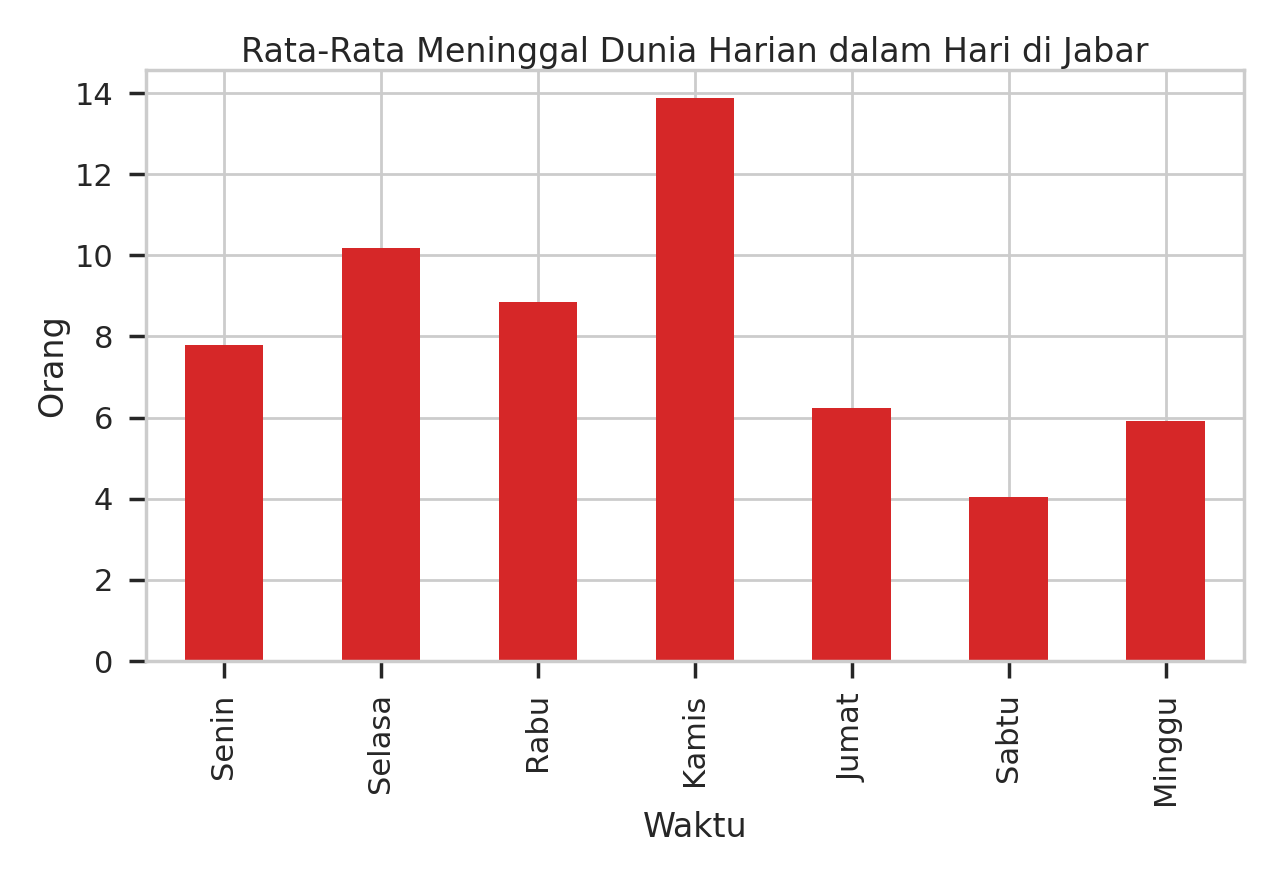 Rata-Rata Meninggal Dunia Harian dalam Hari di Jabar
14
12
10
8
6
4
2
0
Orang
Senin
Selasa
Rabu
Kamis
Jumat
Sabtu
Minggu
Waktu